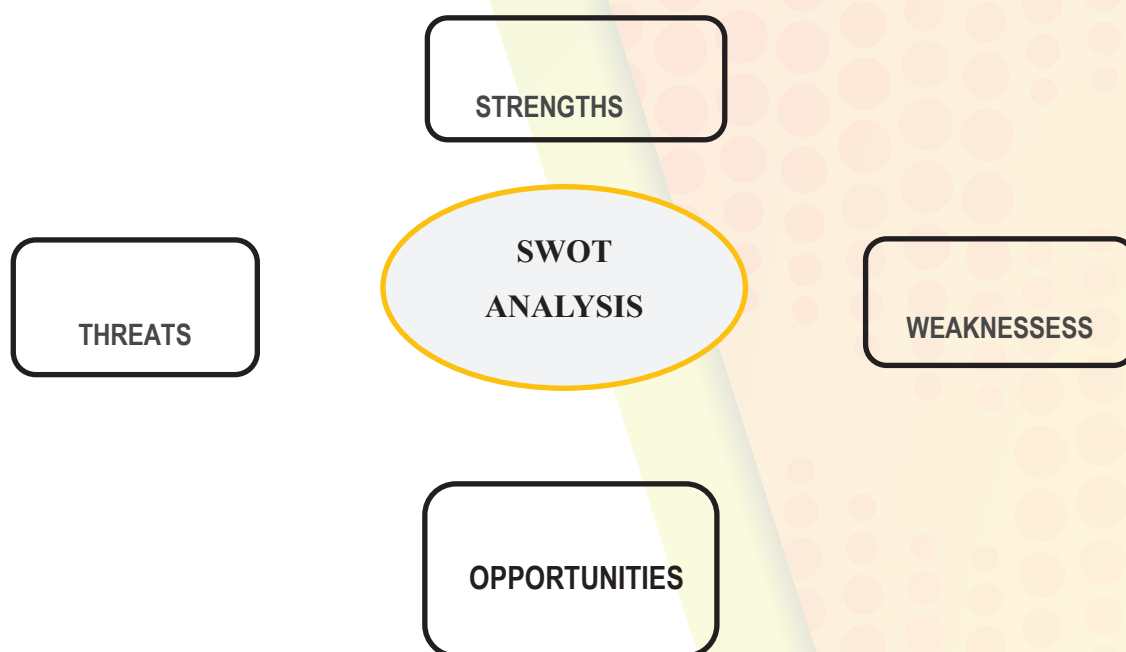 STRENGTHS
SWOT
ANALYSIS
THREATS
WEAKNESSESS
OPPORTUNITIES